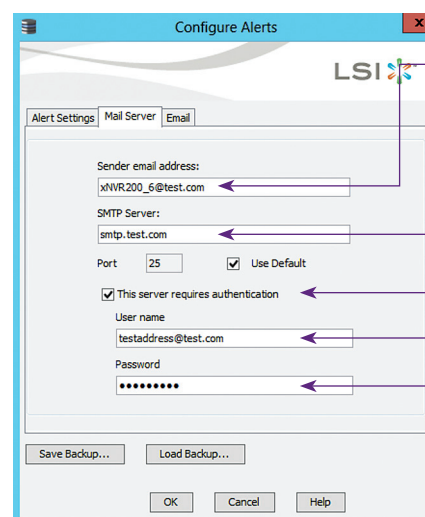 Configure Alerts
x
LSI
Alert Settings Mail Server Email
Sender email address:
xNVR200_6@test.com
SMTP Server:
smtp.test.com
Port 25 Use Default
This server requires authentication
User name
testaddress@test.com
Password
•••••••••
Save Backup... Load Backup...
OK Cancel Help